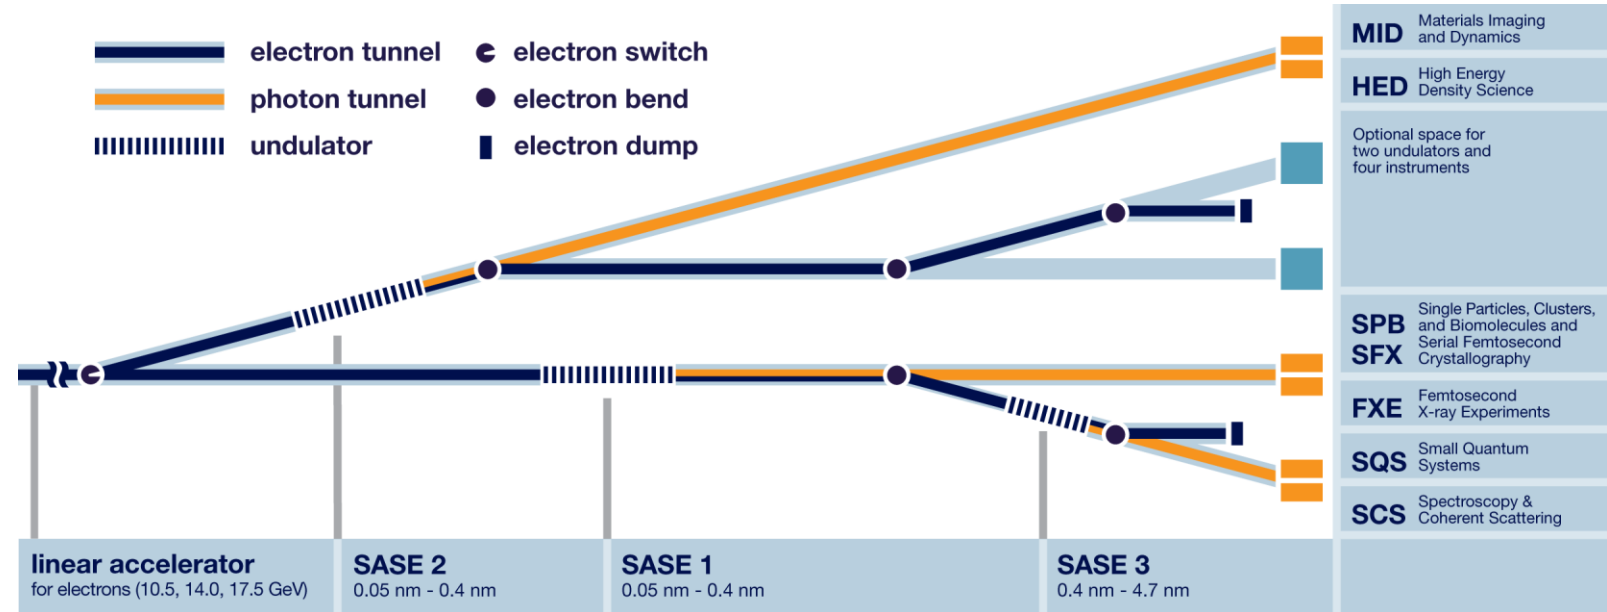 electron tunnel
photon tunnel
undulator
electron switch
electron bend
electron dump
MID
Materials Imaging
and Dynamics
HED
High Energy
Density Science
Optional space for
two undulators and
four instruments
SPB
SFX
Single Particles, Clusters,
and Biomolecules and
Serial Femtosecond
Crystallography
FXE
Femtosecond
X-ray Experiments
SQS
Small Quantum
Systems
SCS
Spectroscopy &
Coherent Scattering
linear accelerator
for electrons (10.5, 14.0, 17.5 GeV)
SASE 2
0.05 nm - 0.4 nm
SASE 1
0.05 nm - 0.4 nm
SASE 3
0.4 nm - 4.7 nm